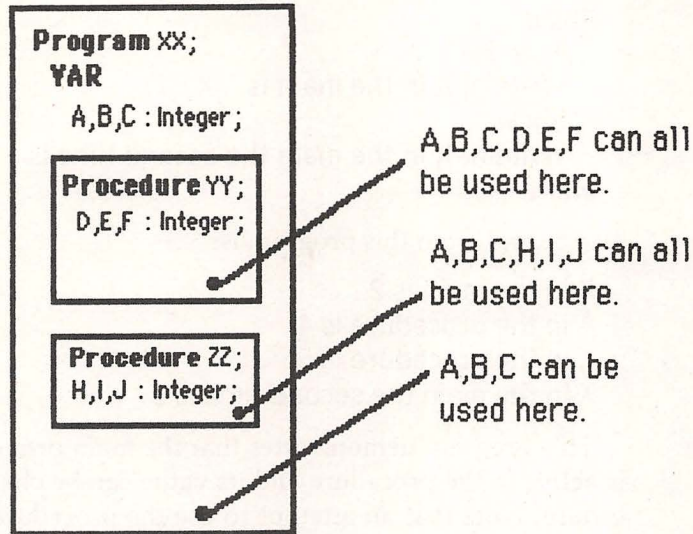 Program XX;
VAR
A,B,C : Integer;
Procedure YY;
D,E,F : Integer;
Procedure ZZ;
H,I,J : Integer;
A,B,C,D,E,F can all
be used here.
A,B,C,H,I,J can all
be used here.
A,B,C can be
used here.